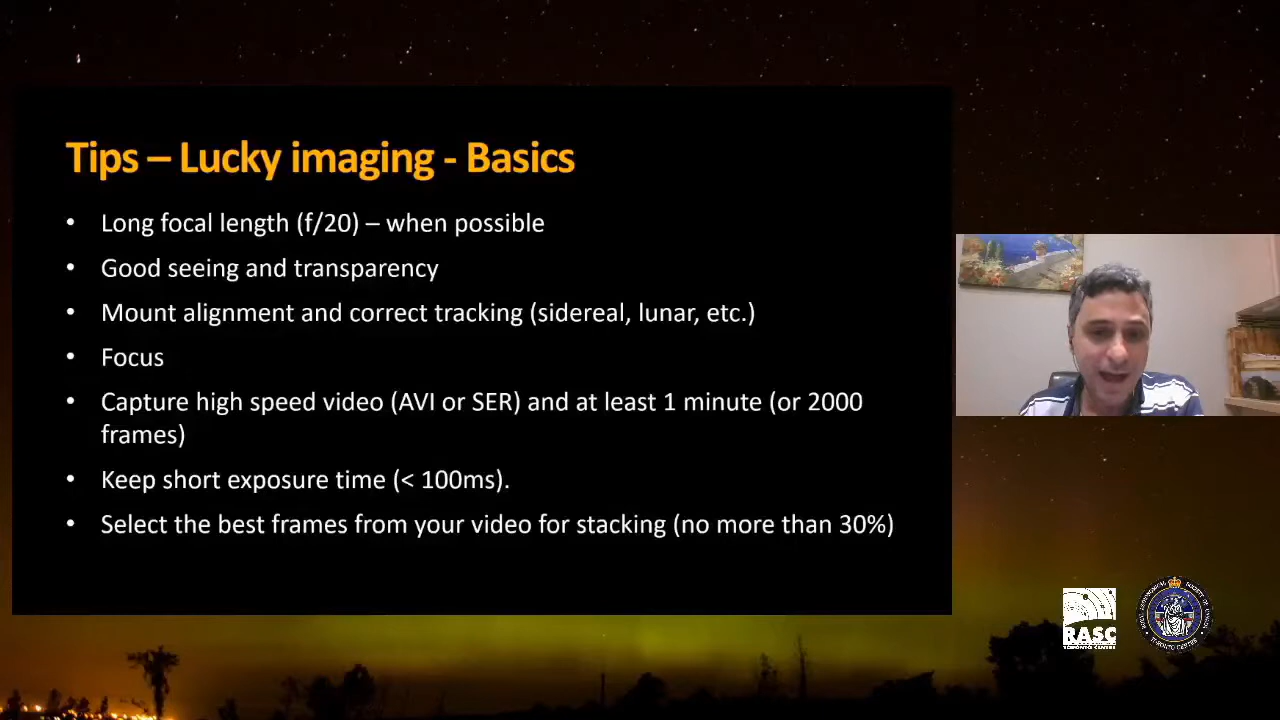 Tips – Lucky imaging - Basics
• Long focal length (f/20) – when possible
• Good seeing and transparency
• Mount alignment and correct tracking (sidereal, lunar, etc.)
• Focus
• Capture high speed video (AVI or SER) and at least 1 minute (or 2000
frames)
• Keep short exposure time (< 100ms).
• Select the best frames from your video for stacking (no more than 30%)
RASC
TORONTO CENTRE